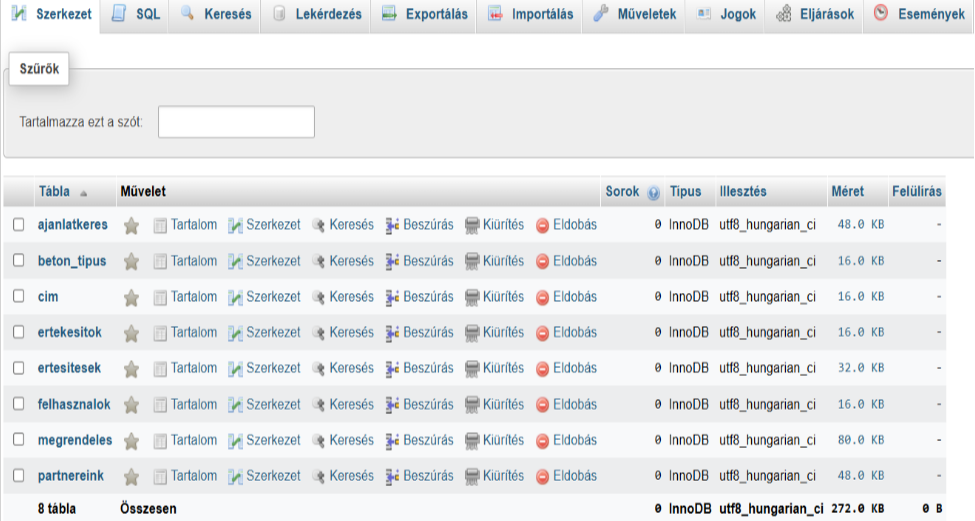 Szerkezet SQL Keresés Lekérdezés Exportálás Importálás Műveletek Jogok Eljárások Események
Szűrők
Tartalmazza ezt a szót:
Tábla Művelet Sorok Típus Illesztés Méret Felülírás
ajanlatkeres Tartalom Szerkezet Keresés Beszúrás Kiürítés Eldobás 0 InnoDB utf8_hungarian_ci 48.0 KB -
beton_tipus Tartalom Szerkezet Keresés Beszúrás Kiürítés Eldobás 0 InnoDB utf8_hungarian_ci 16.0 KB -
cim Tartalom Szerkezet Keresés Beszúrás Kiürítés Eldobás 0 InnoDB utf8_hungarian_ci 16.0 KB -
ertekesitok Tartalom Szerkezet Keresés Beszúrás Kiürítés Eldobás 0 InnoDB utf8_hungarian_ci 16.0 KB -
ertesitesek Tartalom Szerkezet Keresés Beszúrás Kiürítés Eldobás 0 InnoDB utf8_hungarian_ci 32.0 KB -
felhasznalok Tartalom Szerkezet Keresés Beszúrás Kiürítés Eldobás 0 InnoDB utf8_hungarian_ci 16.0 KB -
megrendeles Tartalom Szerkezet Keresés Beszúrás Kiürítés Eldobás 0 InnoDB utf8_hungarian_ci 80.0 KB -
partnereink Tartalom Szerkezet Keresés Beszúrás Kiürítés Eldobás 0 InnoDB utf8_hungarian_ci 48.0 KB -
8 tábla Összesen 0 InnoDB utf8_hungarian_ci 272.0 KB 0 B